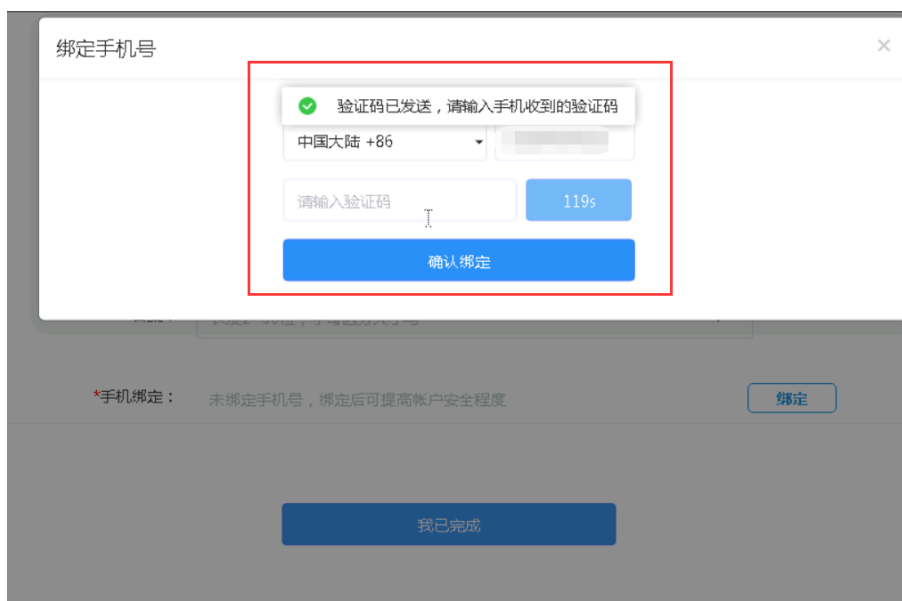 绑定手机号
验证码已发送，请输入手机收到的验证码
中国大陆 +86
请输入验证码
119s
确认绑定
*手机绑定：
未绑定手机号，绑定后可提高帐户安全程度
绑定
我已完成